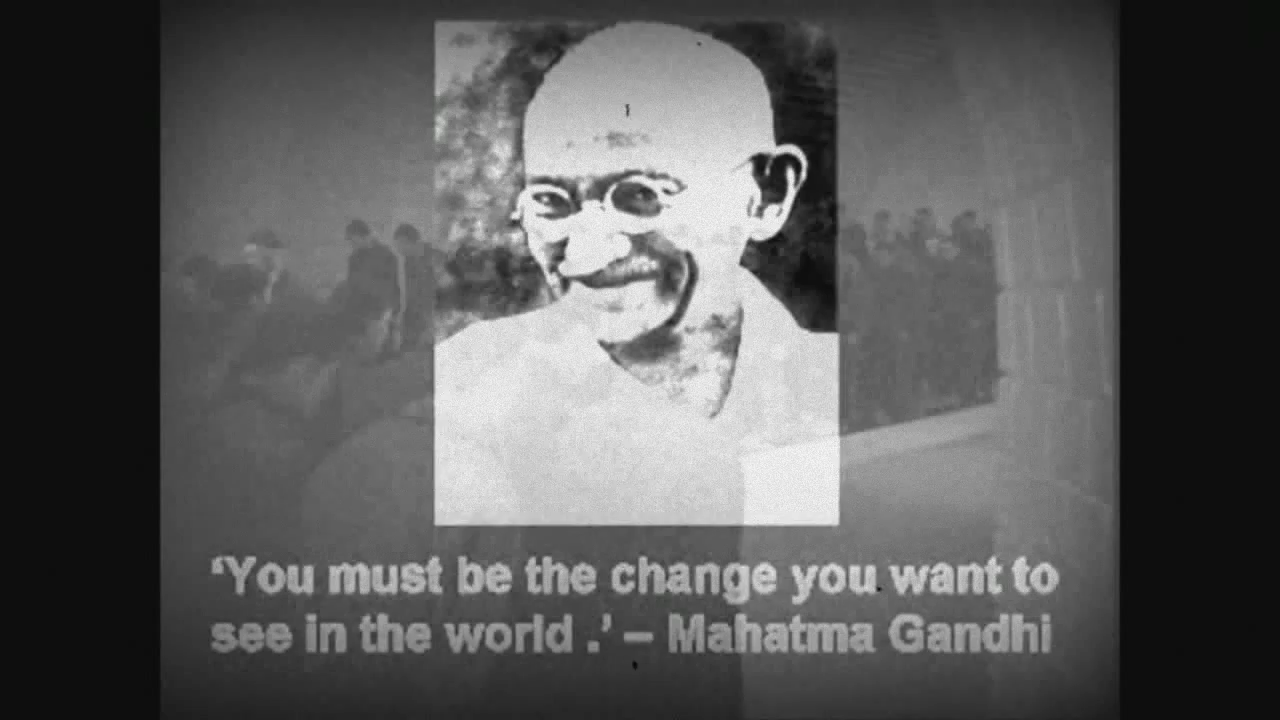 ‘You must be the change you want to
see in the world .’ – Mahatma Gandhi